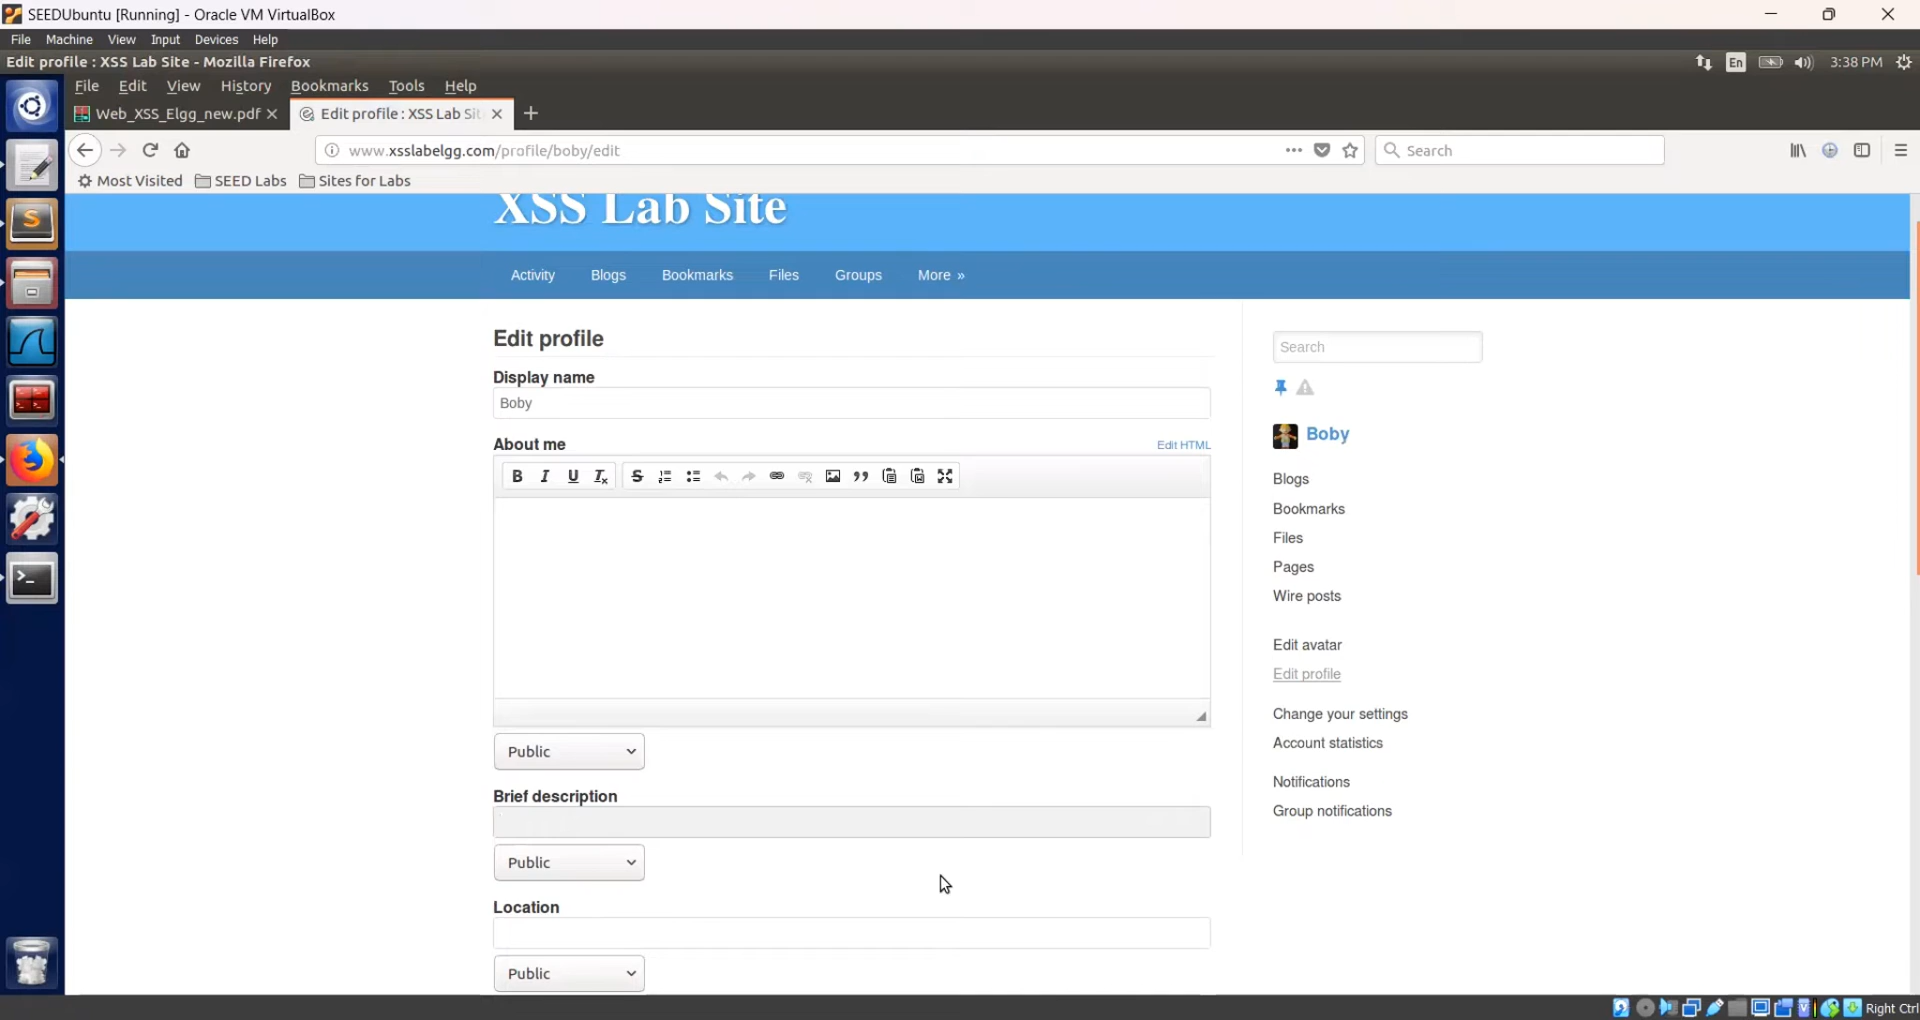 SEEDUbuntu [Running] - Oracle VM VirtualBox
File Machine View Input Devices Help
Edit profile : XSS Lab Site - Mozilla Firefox
En 3:38 PM
File Edit View History Bookmarks Tools Help
Web_XSS_Elgg_new.pdf
Edit profile : XSS Lab Sit
www.xsslabelgg.com/profile/boby/edit
Search
Most Visited SEED Labs Sites for Labs
XSS Lab Site
Activity Blogs Bookmarks Files Groups More »
Edit profile
Display name
Boby
About me
Edit HTML
Public
Brief description
Public
Location
Public
Search
Boby
Blogs
Bookmarks
Files
Pages
Wire posts
Edit avatar
Edit profile
Change your settings
Account statistics
Notifications
Group notifications
Right Ctrl